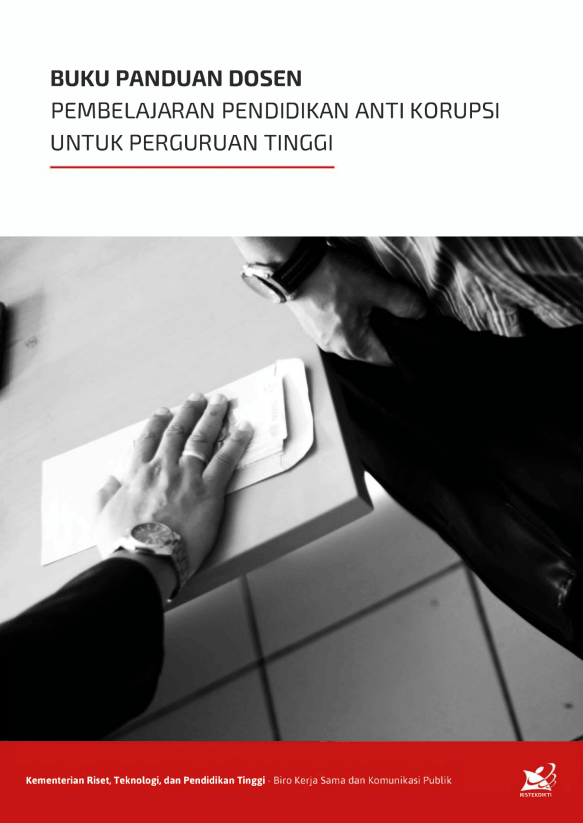 BUKU PANDUAN DOSEN
PEMBELAJARAN PENDIDIKAN ANTI KORUPSI
UNTUK PERGURUAN TINGGI
Kementerian Riset, Teknologi, dan Pendidikan Tinggi - Biro Kerja Sama dan Komunikasi Publik
RISTEKDIKTI